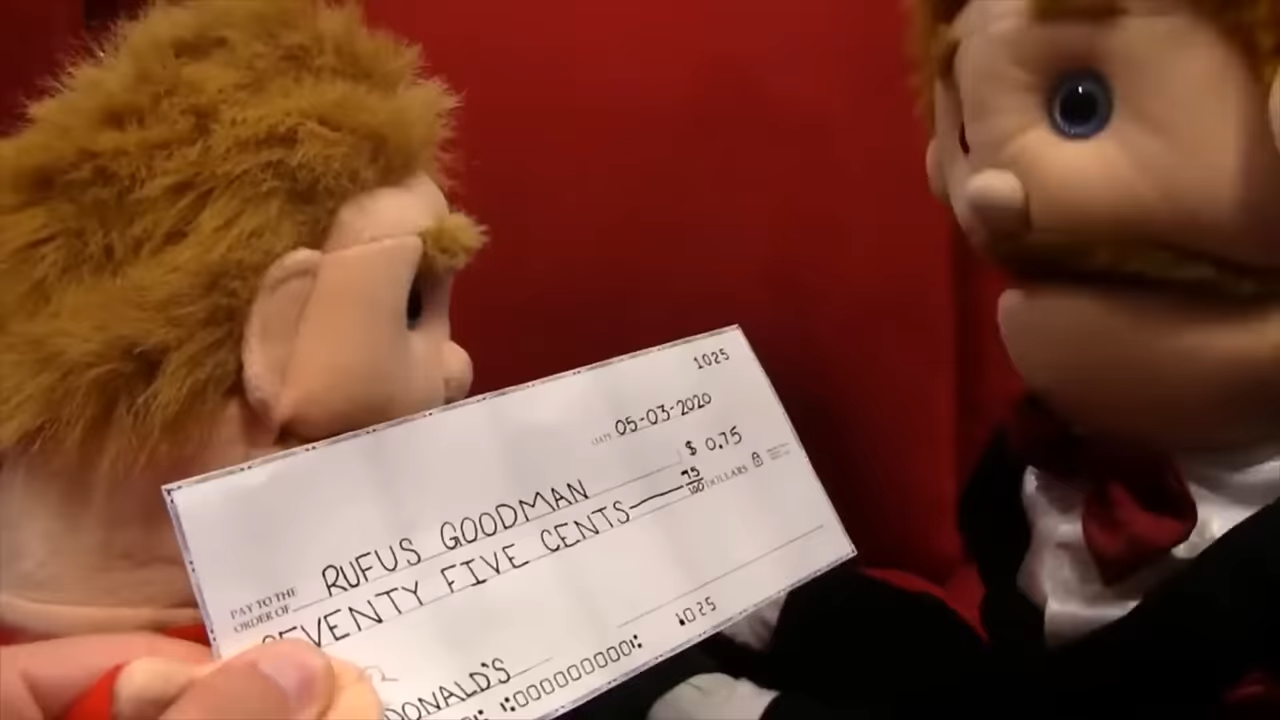 1025
DATE 05-03-2020
$ 0.75
PAY TO THE
ORDER OF RUFUS GOODMAN
SEVENTY FIVE CENTS 75/100 DOLLARS
DONALD'S
1025
⑆000000000⑆